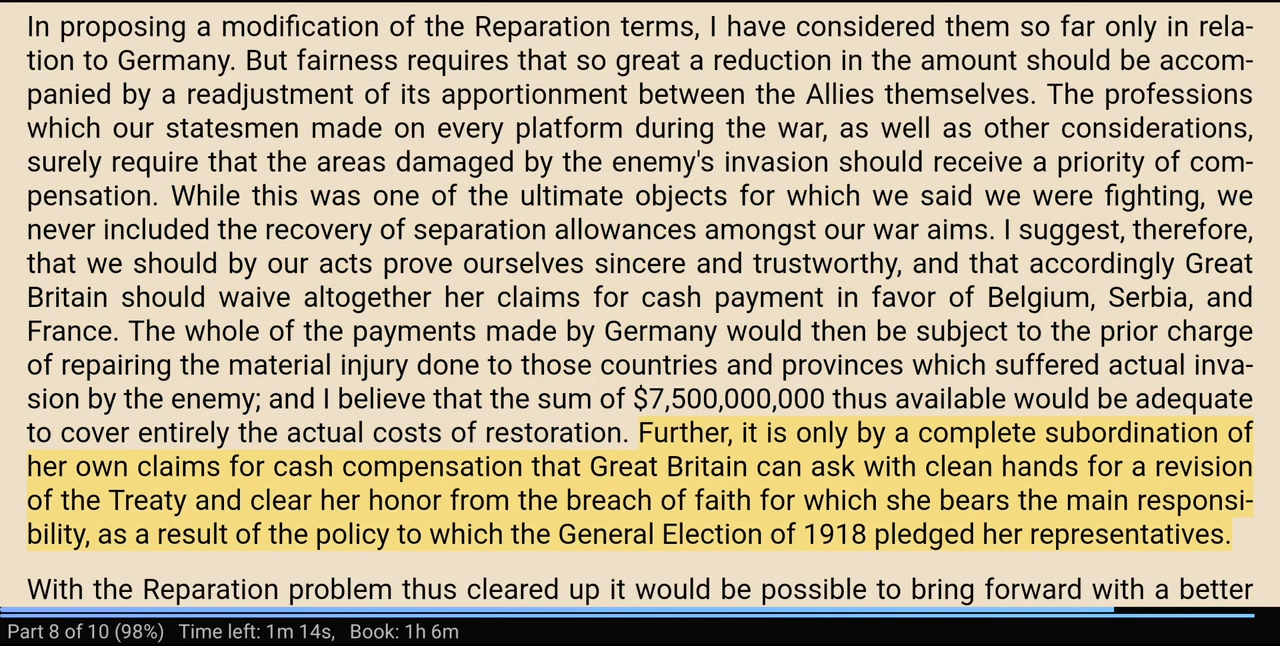 In proposing a modification of the Reparation terms, I have considered them so far only in rela-
tion to Germany. But fairness requires that so great a reduction in the amount should be accom-
panied by a readjustment of its apportionment between the Allies themselves. The professions
which our statesmen made on every platform during the war, as well as other considerations,
surely require that the areas damaged by the enemy's invasion should receive a priority of com-
pensation. While this was one of the ultimate objects for which we said we were fighting, we
never included the recovery of separation allowances amongst our war aims. I suggest, therefore,
that we should by our acts prove ourselves sincere and trustworthy, and that accordingly Great
Britain should waive altogether her claims for cash payment in favor of Belgium, Serbia, and
France. The whole of the payments made by Germany would then be subject to the prior charge
of repairing the material injury done to those countries and provinces which suffered actual inva-
sion by the enemy; and I believe that the sum of $7,500,000,000 thus available would be adequate
to cover entirely the actual costs of restoration. Further, it is only by a complete subordination of
her own claims for cash compensation that Great Britain can ask with clean hands for a revision
of the Treaty and clear her honor from the breach of faith for which she bears the main responsi-
bility, as a result of the policy to which the General Election of 1918 pledged her representatives.
With the Reparation problem thus cleared up it would be possible to bring forward with a better
Part 8 of 10 (98%) Time left: 1m 14s, Book: 1h 6m